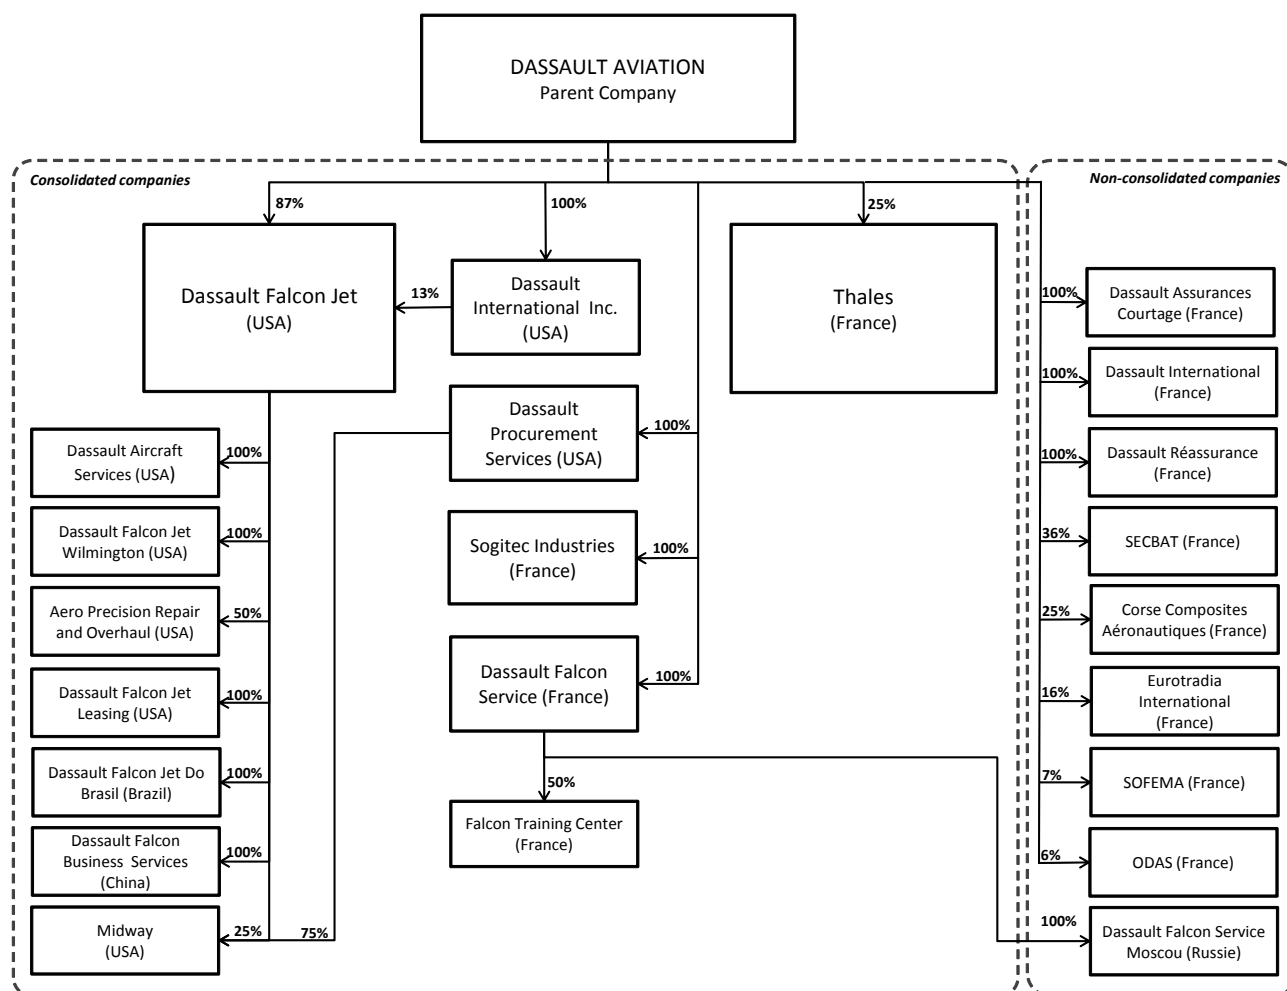 DASSAULT AVIATION
Parent Company
Consolidated companies
Non-consolidated companies
87%
100%
25%
Dassault Falcon Jet
(USA)
13%
Dassault
International Inc.
(USA)
Thales
(France)
100%
Dassault Assurances
Courtage (France)
100%
Dassault International
(France)
Dassault
Procurement
Services (USA)
100%
Dassault Aircraft
Services (USA)
100%
100%
Dassault Réassurance
(France)
Dassault Falcon Jet
Wilmington (USA)
100%
Sogitec Industries
(France)
100%
36%
SECBAT (France)
Aero Precision Repair
and Overhaul (USA)
50%
25%
Corse Composites
Aéronautiques (France)
Dassault Falcon Jet
Leasing (USA)
100%
Dassault Falcon
Service (France)
100%
16%
Eurotradia
International
(France)
Dassault Falcon Jet Do
Brasil (Brazil)
100%
50%
7%
SOFEMA (France)
Falcon Training Center
(France)
Dassault Falcon
Business Services
(China)
100%
6%
ODAS (France)
Midway
(USA)
25%
75%
100%
Dassault Falcon Service
Moscou (Russie)